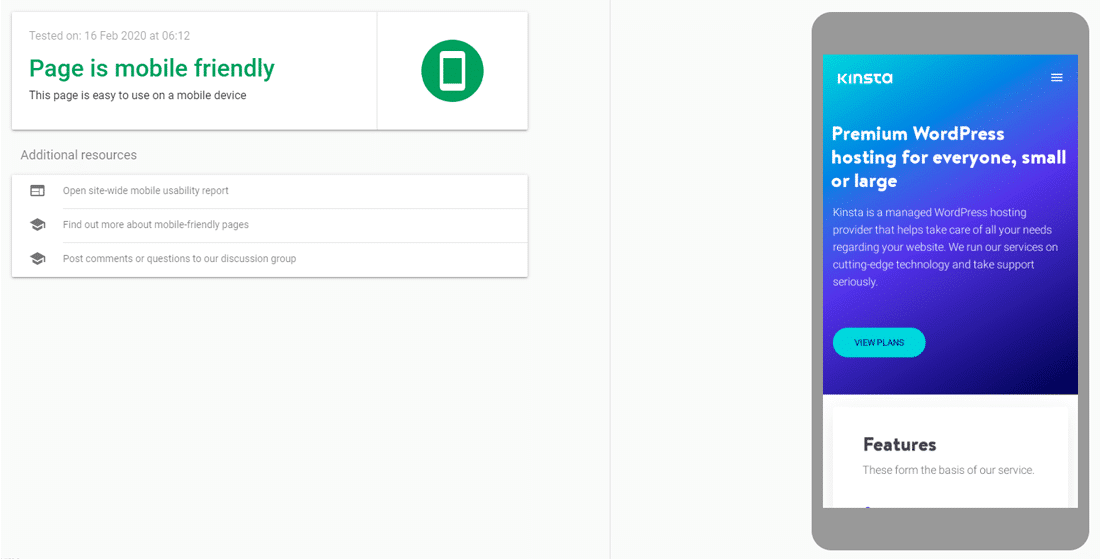 Tested on: 16 Feb 2020 at 06:12
Page is mobile friendly
This page is easy to use on a mobile device
Additional resources
Open site-wide mobile usability report
Find out more about mobile-friendly pages
Post comments or questions to our discussion group
Kinsta
Premium WordPress
hosting for everyone, small
or large
Kinsta is a managed WordPress hosting
provider that helps take care of all your needs
regarding your website. We run our services on
cutting-edge technology and take support
seriously.
VIEW PLANS
Features
These form the basis of our service.